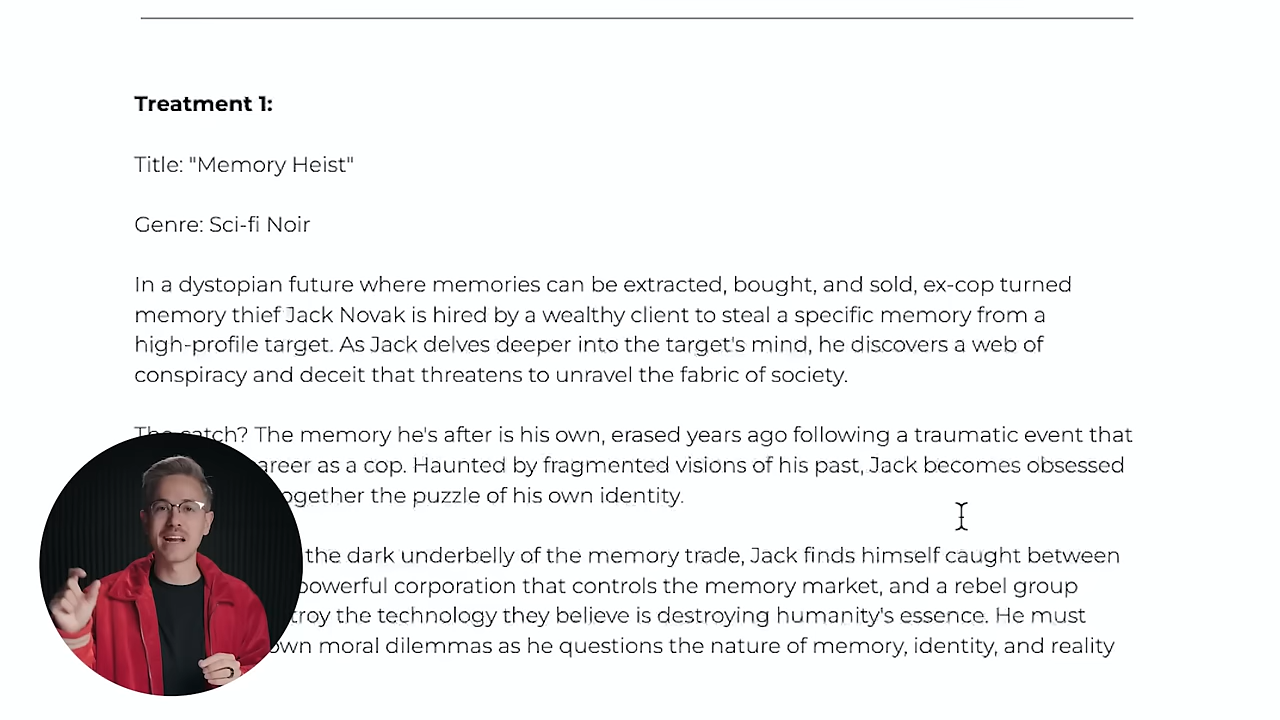 Treatment 1:
Title: "Memory Heist"
Genre: Sci-fi Noir
In a dystopian future where memories can be extracted, bought, and sold, ex-cop turned
memory thief Jack Novak is hired by a wealthy client to steal a specific memory from a
high-profile target. As Jack delves deeper into the target's mind, he discovers a web of
conspiracy and deceit that threatens to unravel the fabric of society.
The catch? The memory he's after is his own, erased years ago following a traumatic event that
as a cop. Haunted by fragmented visions of his past, Jack becomes obsessed
the puzzle of his own identity.
the dark underbelly of the memory trade, Jack finds himself caught between
powerful corporation that controls the memory market, and a rebel group
the technology they believe is destroying humanity's essence. He must
own moral dilemmas as he questions the nature of memory, identity, and reality